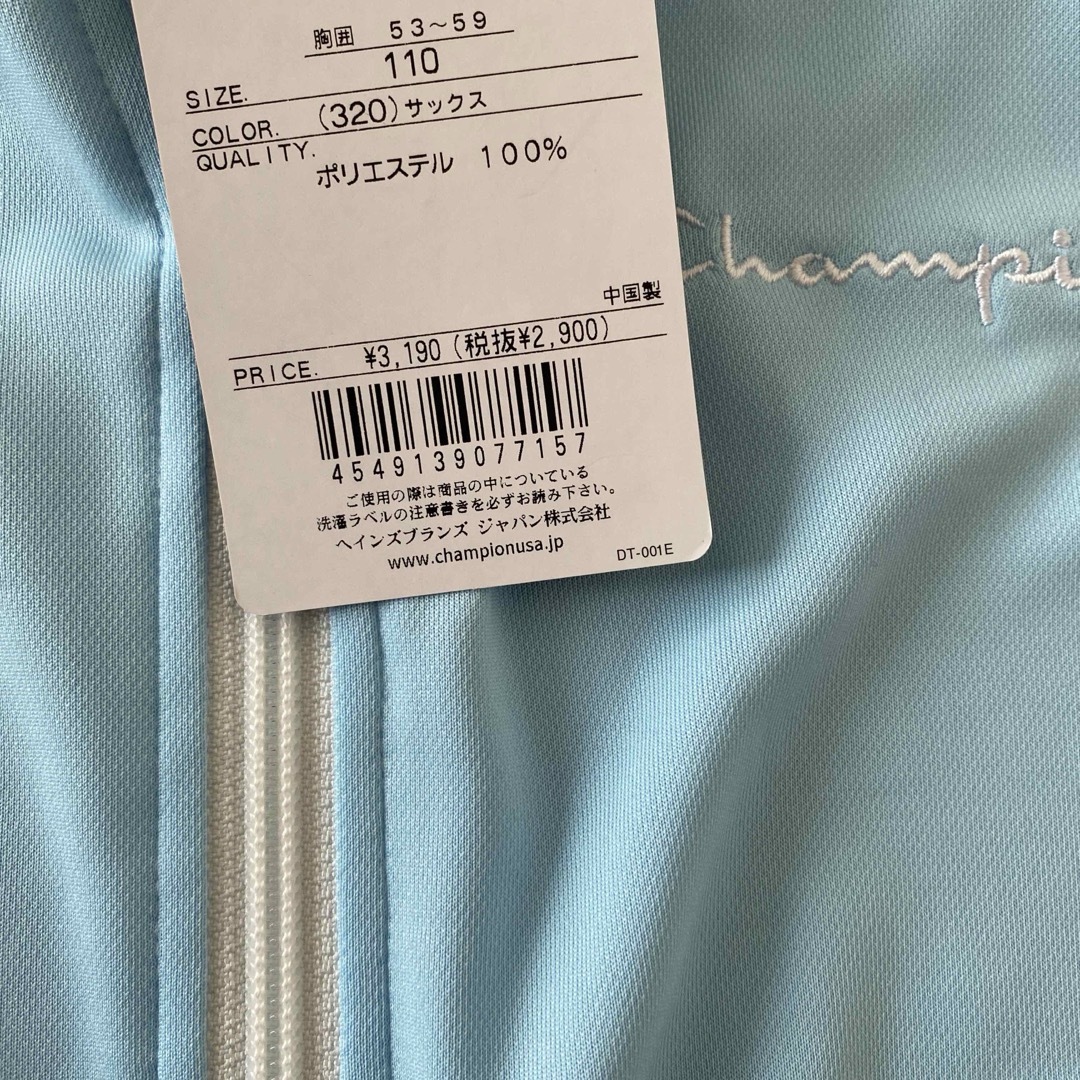 胸囲 53～59
SIZE. 110
COLOR. (320)サックス
QUALITY.
ポリエステル 100%
中国製
PRICE. ¥3,190(税抜¥2,900)
4549139077157
ご使用の際は商品の中についている
洗濯ラベルの注意書きを必ずお読み下さい。
ヘインズブランズ ジャパン株式会社
www.championusa.jp
DT-001E
Champi